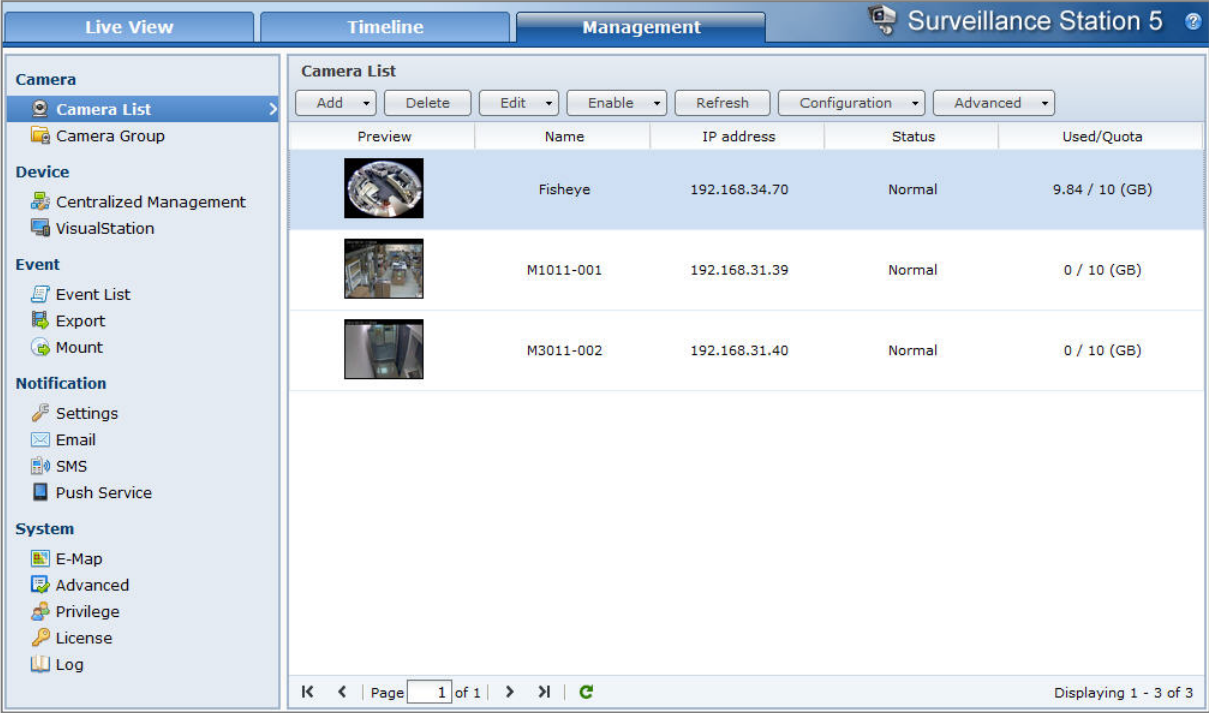 Live View Timeline Management Surveillance Station 5
Camera
Camera List
Camera Group
Device
Centralized Management
VisualStation
Event
Event List
Export
Mount
Notification
Settings
Email
SMS
Push Service
System
E-Map
Advanced
Privilege
License
Log
Camera List
Add Delete Edit Enable Refresh Configuration Advanced
Preview Name IP address Status Used/Quota
Fisheye 192.168.34.70 Normal 9.84 / 10 (GB)
M1011-001 192.168.31.39 Normal 0 / 10 (GB)
M3011-002 192.168.31.40 Normal 0 / 10 (GB)
Page 1 of 1 Displaying 1 - 3 of 3